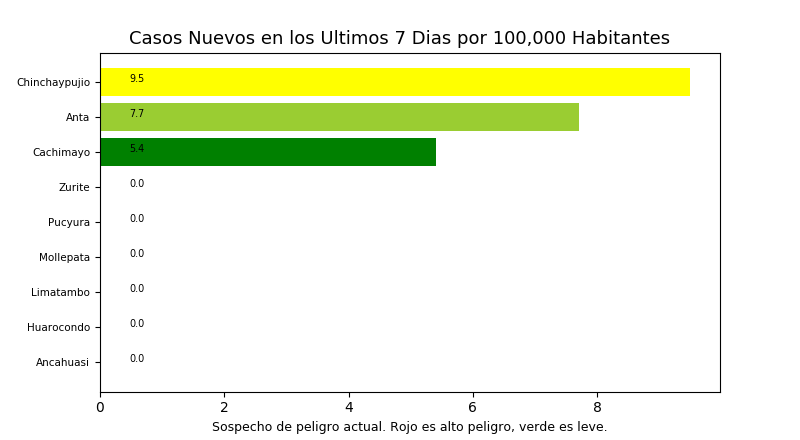 Casos Nuevos en los Ultimos 7 Dias por 100,000 Habitantes
Chinchaypujio 9.5
Anta 7.7
Cachimayo 5.4
Zurite 0.0
Pucyura 0.0
Mollepata 0.0
Limatambo 0.0
Huarocondo 0.0
Ancahuasi 0.0
0 2 4 6 8
Sospecho de peligro actual. Rojo es alto peligro, verde es leve.